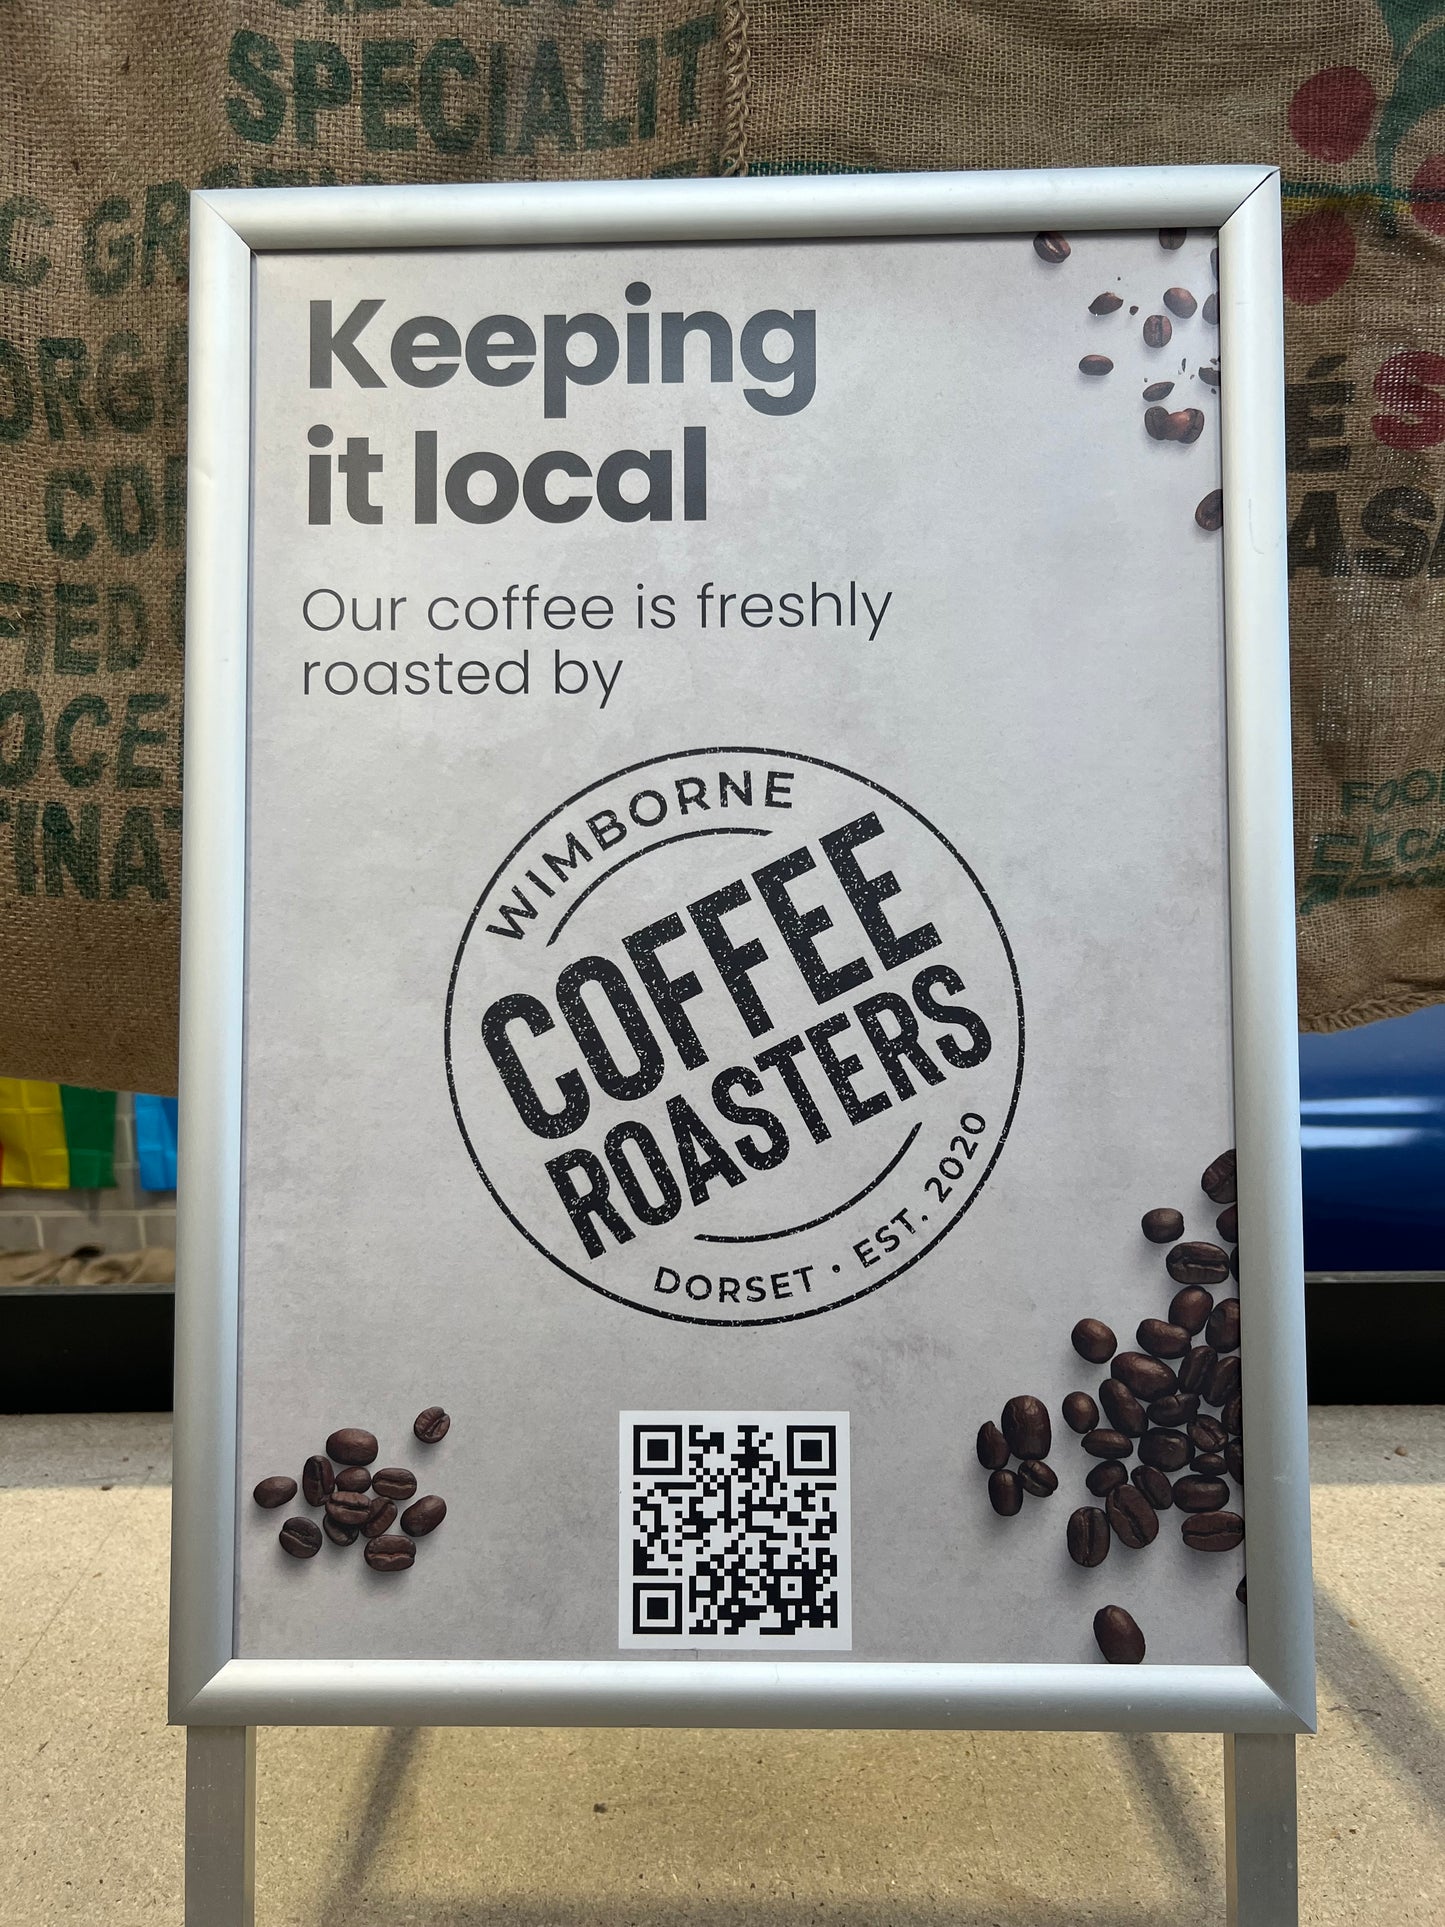 SPECIALIT
Keeping
it local
Our coffee is freshly
roasted by
WIMBORNE
COFFEE
ROASTERS
DORSET • EST. 2020